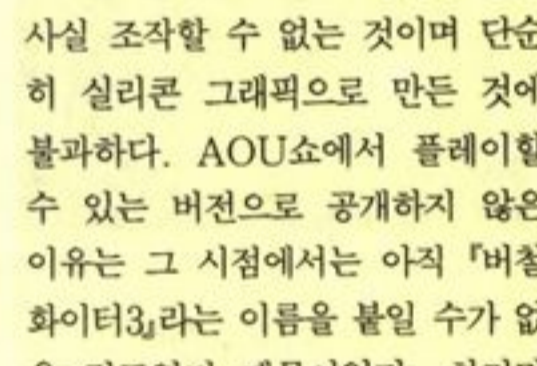 사실 조작할 수 없는 것이며 단순
히 실리콘 그래픽으로 만든 것에
불과하다. AOU쇼에서 플레이할
수 있는 버전으로 공개하지 않은
이유는 그 시점에서는 아직 『버철
화이터3』라는 이름을 붙일 수가 없